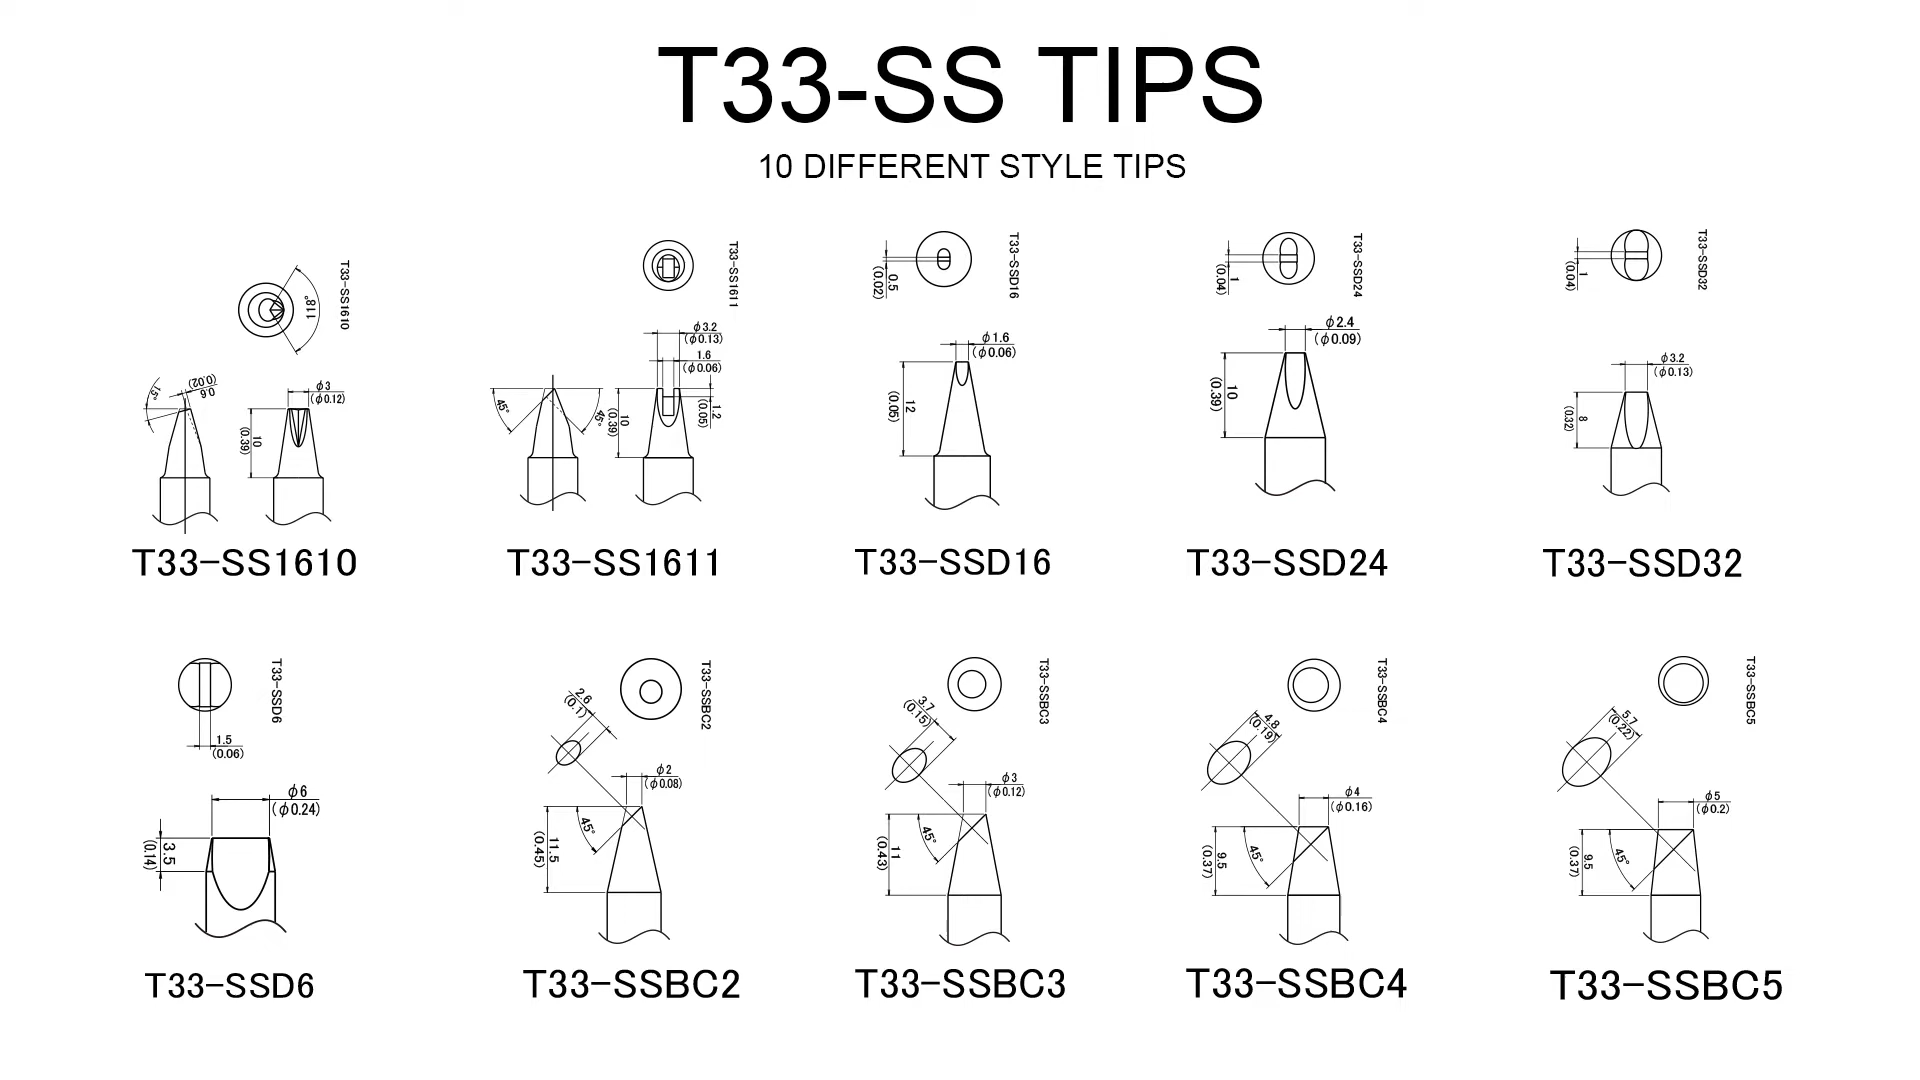 T33-SS TIPS
10 DIFFERENT STYLE TIPS
T33-SS1610
118°
15°
0.6
(0.02)
φ3
(φ0.12)
10
(0.39)
T33-SS1610
T33-SS1611
φ3.2
(φ0.13)
1.6
(φ0.06)
45°
45°
10
(0.39)
1.2
(0.05)
T33-SS1611
T33-SSD16
0.5
(0.02)
φ1.6
(φ0.06)
12
(0.05)
T33-SSD16
T33-SSD24
1
(0.04)
φ2.4
(φ0.09)
10
(0.39)
T33-SSD24
T33-SSD32
1
(0.04)
φ3.2
(φ0.13)
8
(0.32)
T33-SSD32
T33-SSD6
1.5
(0.06)
φ6
(φ0.24)
3.5
(0.14)
T33-SSD6
T33-SSBC2
2.6
(0.1)
φ2
(φ0.08)
45°
11.5
(0.45)
T33-SSBC2
T33-SSBC3
3.7
(0.15)
φ3
(φ0.12)
45°
11
(0.43)
T33-SSBC3
T33-SSBC4
4.8
(0.19)
φ4
(φ0.16)
45°
9.5
(0.37)
T33-SSBC4
T33-SSBC5
5.7
(0.22)
φ5
(φ0.2)
45°
9.5
(0.37)
T33-SSBC5